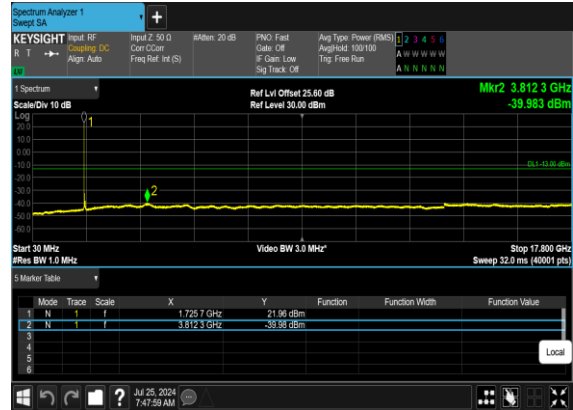 Spectrum Analyzer 1
Swept SA
+
KEYSIGHT Input: RF Input Z: 50 Ω #Atten: 20 dB PNO: Fast Avg Type: Power (RMS) 1 2 3 4 5 6
R T Coupling: DC Corr CCorr Gate: Off Avg|Hold: 100/100 A W W W W W
Align: Auto Freq Ref: Int (S) IF Gain: Low Trig: Free Run
LM Sig Track: Off A N N N N N
1 Spectrum Ref Lvl Offset 25.60 dB Mkr2 3.812 3 GHz
Scale/Div 10 dB Ref Level 30.00 dBm -39.983 dBm
Log
20.0
10.0
0.00
-10.0
-20.0
-30.0
-40.0
-50.0
-60.0
1
2
DL1 -13.00 dBm
Start 30 MHz Video BW 3.0 MHz* Stop 17.800 GHz
#Res BW 1.0 MHz Sweep 32.0 ms (40001 pts)
5 Marker Table
Mode Trace Scale X Y Function Function Width Function Value
1 N 1 f 1.725 7 GHz 21.96 dBm
2 N 1 f 3.812 3 GHz -39.98 dBm
3
4
5
6
Local
?
Jul 25, 2024
7:47:59 AM